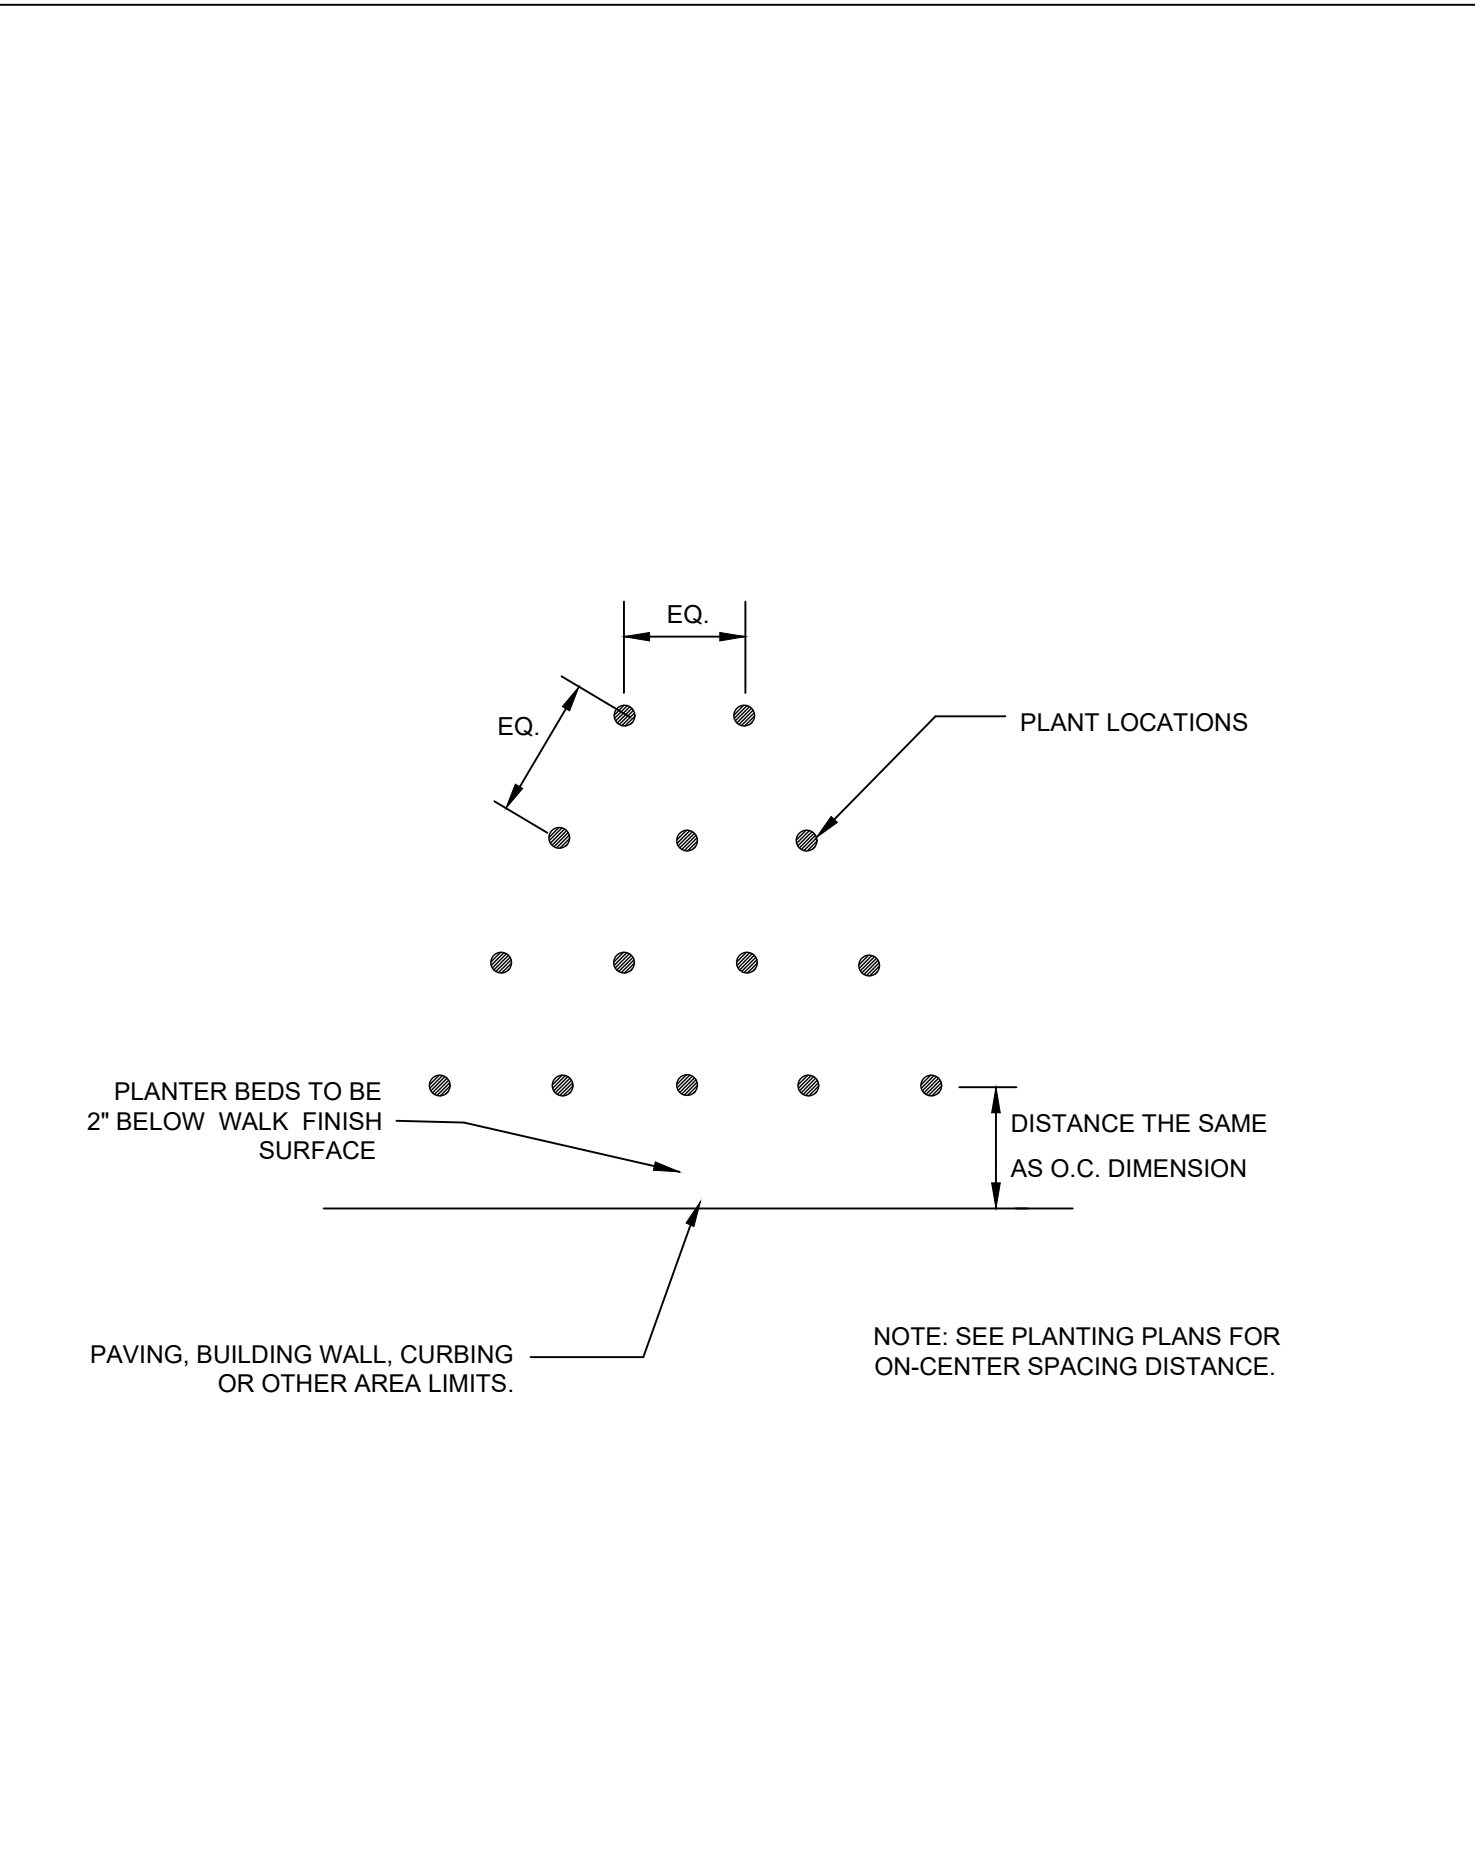 EQ.
EQ.
PLANT LOCATIONS
PLANTER BEDS TO BE
2" BELOW WALK FINISH
SURFACE
DISTANCE THE SAME
AS O.C. DIMENSION
PAVING, BUILDING WALL, CURBING
OR OTHER AREA LIMITS.
NOTE: SEE PLANTING PLANS FOR
ON-CENTER SPACING DISTANCE.